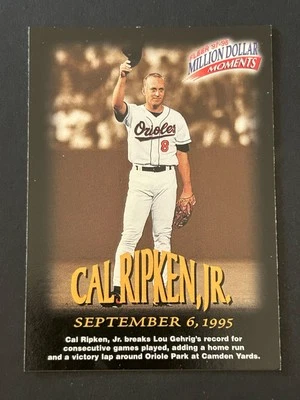 MILLION DOLLAR
MOMENTS
Orioles
8
CAL RIPKEN, JR.
SEPTEMBER 6, 1995
Cal Ripken, Jr. breaks Lou Gehrig's record for
consecutive games played, adding a home run
and a victory lap around Oriole Park at Camden Yards.